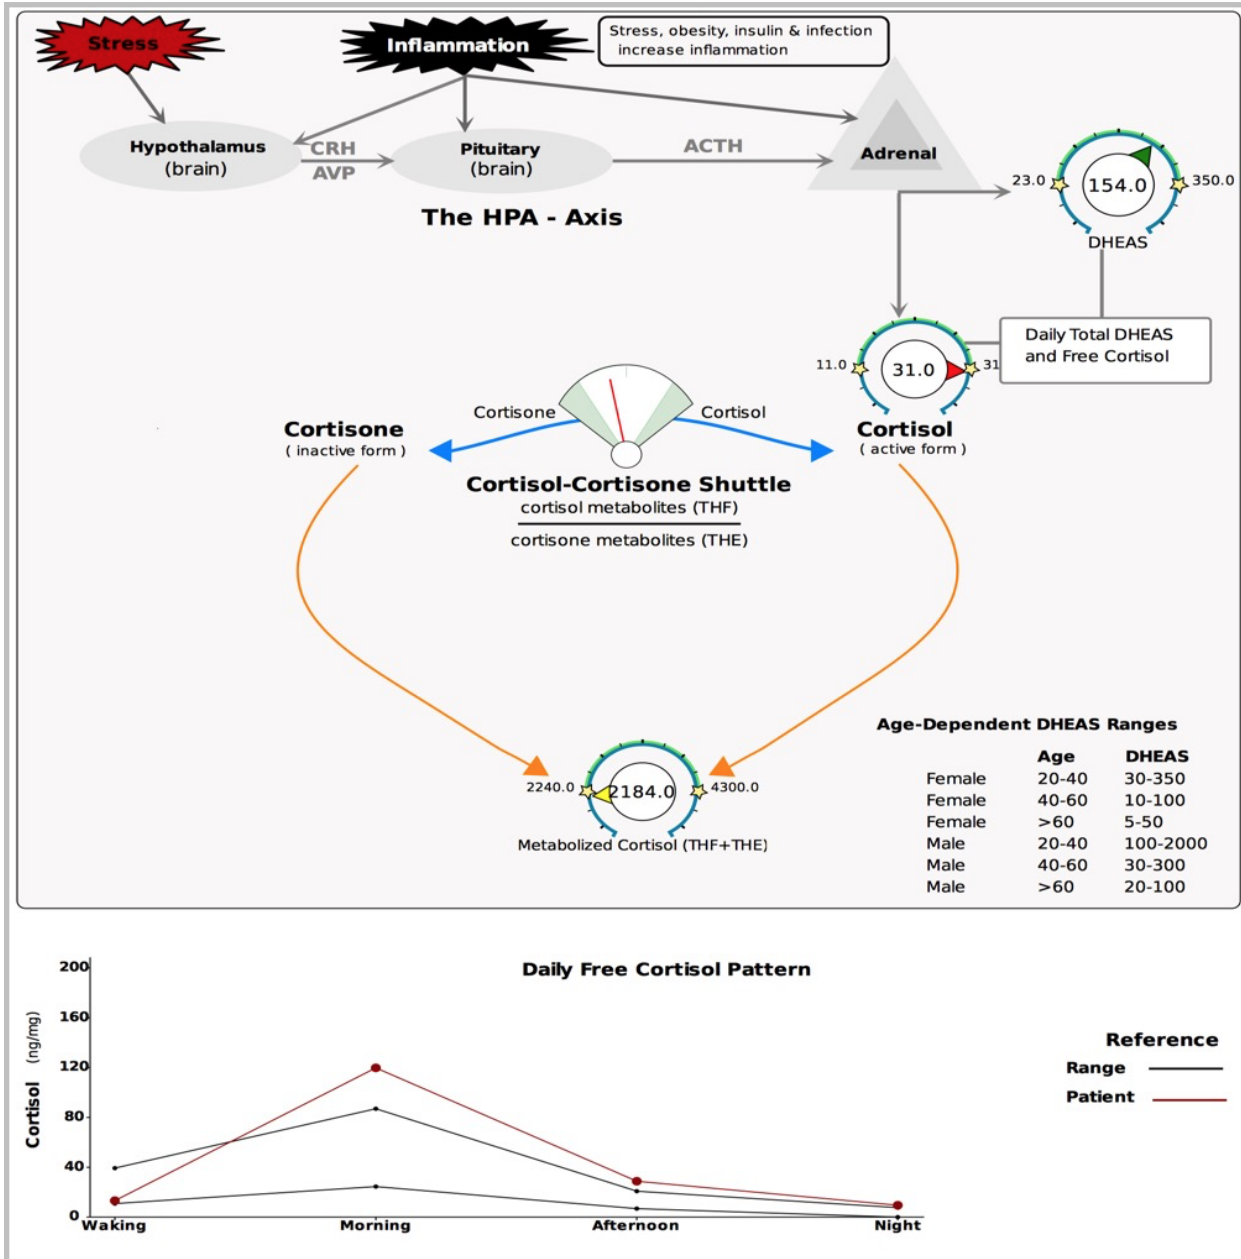 Stress
Inflammation
Stress, obesity, insulin & infection
increase inflammation
Hypothalamus
(brain)
CRH
AVP
Pituitary
(brain)
ACTH
Adrenal
The HPA - Axis
23.0
154.0
350.0
DHEAS
Daily Total DHEAS
and Free Cortisol
11.0
31.0
31
Cortisone
Cortisol
Cortisone
( inactive form )
Cortisol
( active form )
Cortisol-Cortisone Shuttle
cortisol metabolites (THF)
cortisone metabolites (THE)
2240.0
2184.0
4300.0
Metabolized Cortisol (THF+THE)
Age-Dependent DHEAS Ranges
Age DHEAS
Female 20-40 30-350
Female 40-60 10-100
Female >60 5-50
Male 20-40 100-2000
Male 40-60 30-300
Male >60 20-100
Daily Free Cortisol Pattern
Cortisol (ng/mg)
200
160
120
80
40
0
Waking Morning Afternoon Night
Reference
Range
Patient